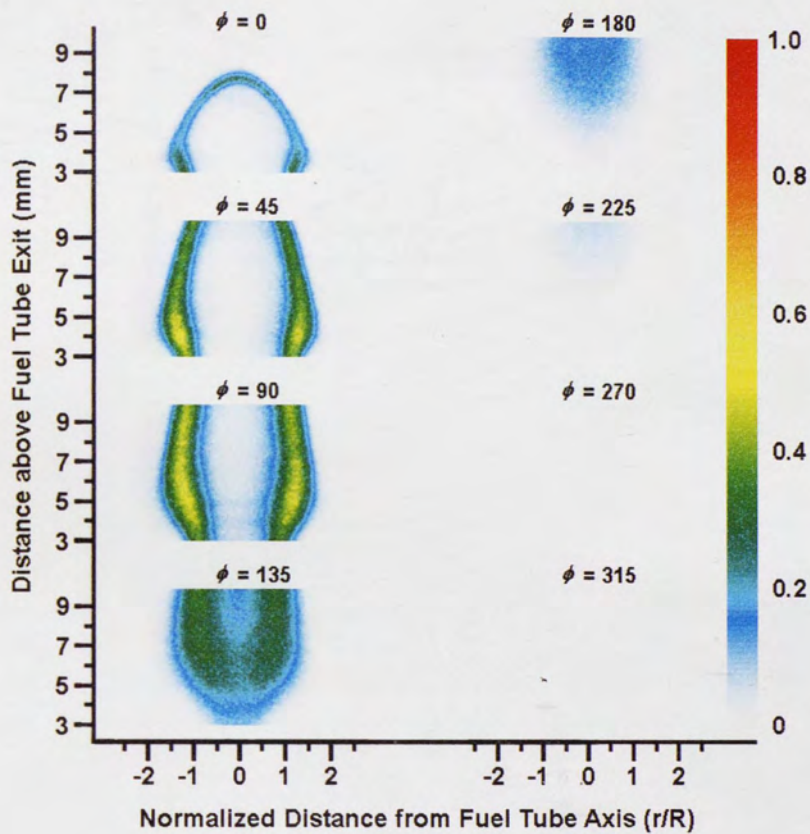 ϕ = 0
ϕ = 180
9
7
5
3
ϕ = 45
ϕ = 225
9
7
5
3
ϕ = 90
ϕ = 270
9
7
5
3
ϕ = 135
ϕ = 315
9
7
5
3
Distance above Fuel Tube Exit (mm)
1.0
0.8
0.6
0.4
0.2
0
-2 -1 0 1 2
-2 -1 0 1 2
Normalized Distance from Fuel Tube Axis (r/R)